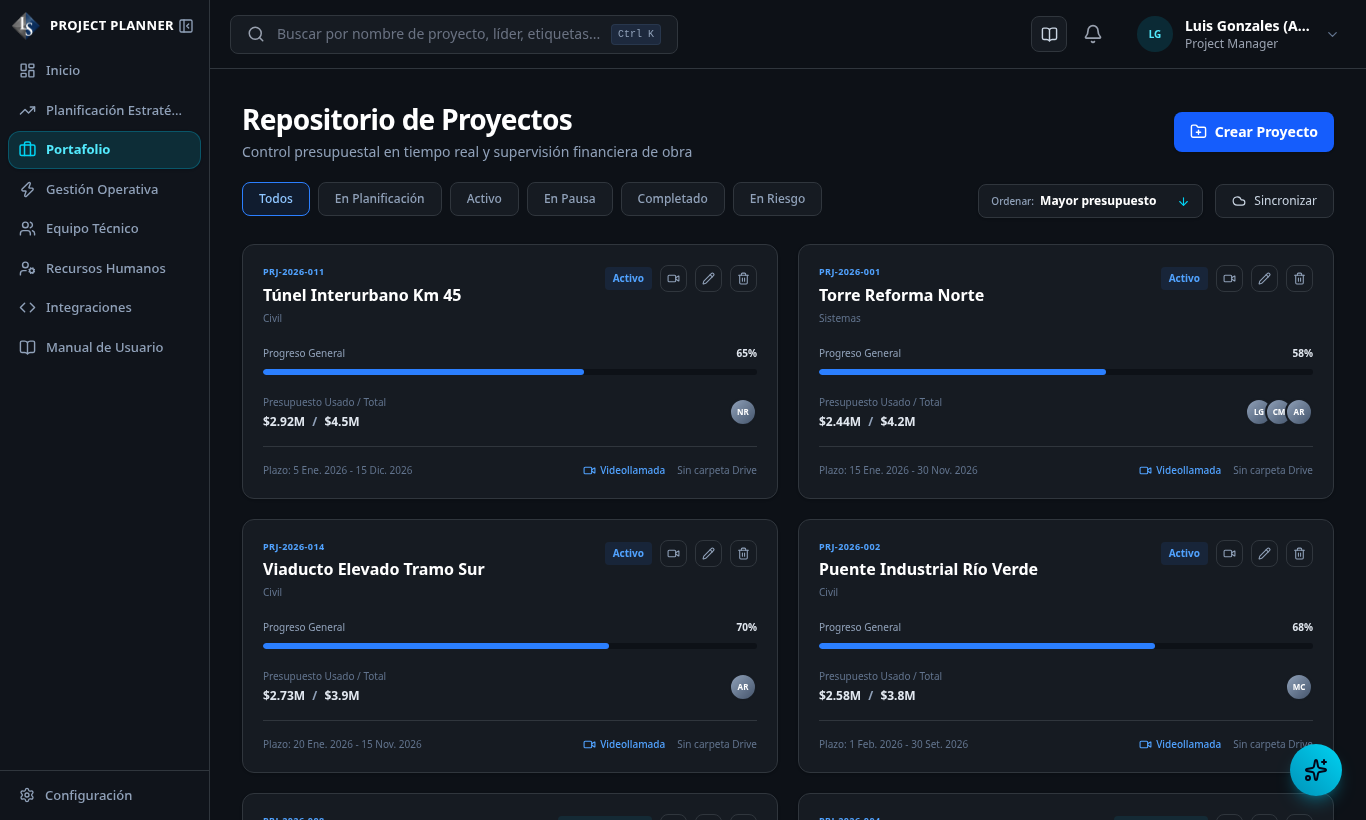 PROJECT PLANNER
Inicio
Planificación Estraté...
Portafolio
Gestión Operativa
Equipo Técnico
Recursos Humanos
Integraciones
Manual de Usuario
Configuración
Buscar por nombre de proyecto, líder, etiquetas... Ctrl K
LG
Luis Gonzales (A...
Project Manager
Repositorio de Proyectos
Control presupuestal en tiempo real y supervisión financiera de obra
Crear Proyecto
Todos En Planificación Activo En Pausa Completado En Riesgo
Ordenar: Mayor presupuesto
Sincronizar
PRJ-2026-011
Activo
Túnel Interurbano Km 45
Civil
Progreso General 65%
Presupuesto Usado / Total
$2.92M / $4.5M
NR
Plazo: 5 Ene. 2026 - 15 Dic. 2026 Videollamada Sin carpeta Drive
PRJ-2026-001
Activo
Torre Reforma Norte
Sistemas
Progreso General 58%
Presupuesto Usado / Total
$2.44M / $4.2M
LG CM AR
Plazo: 15 Ene. 2026 - 30 Nov. 2026 Videollamada Sin carpeta Drive
PRJ-2026-014
Activo
Viaducto Elevado Tramo Sur
Civil
Progreso General 70%
Presupuesto Usado / Total
$2.73M / $3.9M
AR
Plazo: 20 Ene. 2026 - 15 Nov. 2026 Videollamada Sin carpeta Drive
PRJ-2026-002
Activo
Puente Industrial Río Verde
Civil
Progreso General 68%
Presupuesto Usado / Total
$2.58M / $3.8M
MC
Plazo: 1 Feb. 2026 - 30 Set. 2026 Videollamada Sin carpeta Drive